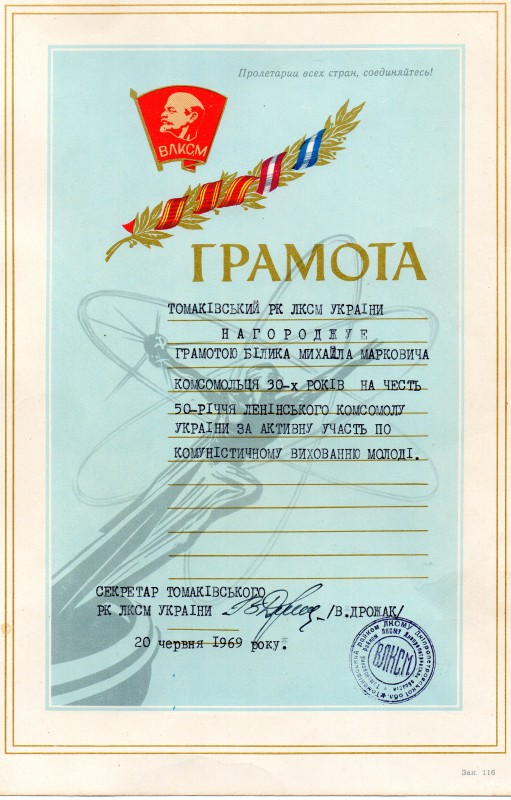 Пролетарии всех стран, соединяйтесь!
ВЛКСМ
ГРАМОТА
ТОМАКІВСЬКИЙ РК ЛКСМ УКРАЇНИ
НАГОРОДЖУЄ
ГРАМОТОЮ БІЛИКА МИХАЙЛА МАРКОВИЧА
КОМСОМОЛЬЦЯ 30-х РОКІВ НА ЧЕСТЬ
50-РІЧЧЯ ЛЕНІНСЬКОГО КОМСОМОЛУ
УКРАЇНИ ЗА АКТИВНУ УЧАСТЬ ПО
КОМУНІСТИЧНОМУ ВИХОВАННЮ МОЛОДІ.
СЕКРЕТАР ТОМАКІВСЬКОГО
РК ЛКСМ УКРАЇНИ /В.ДРОЖАК/
20 червня 1969 року.
ВЛКСМ
Зак. 116